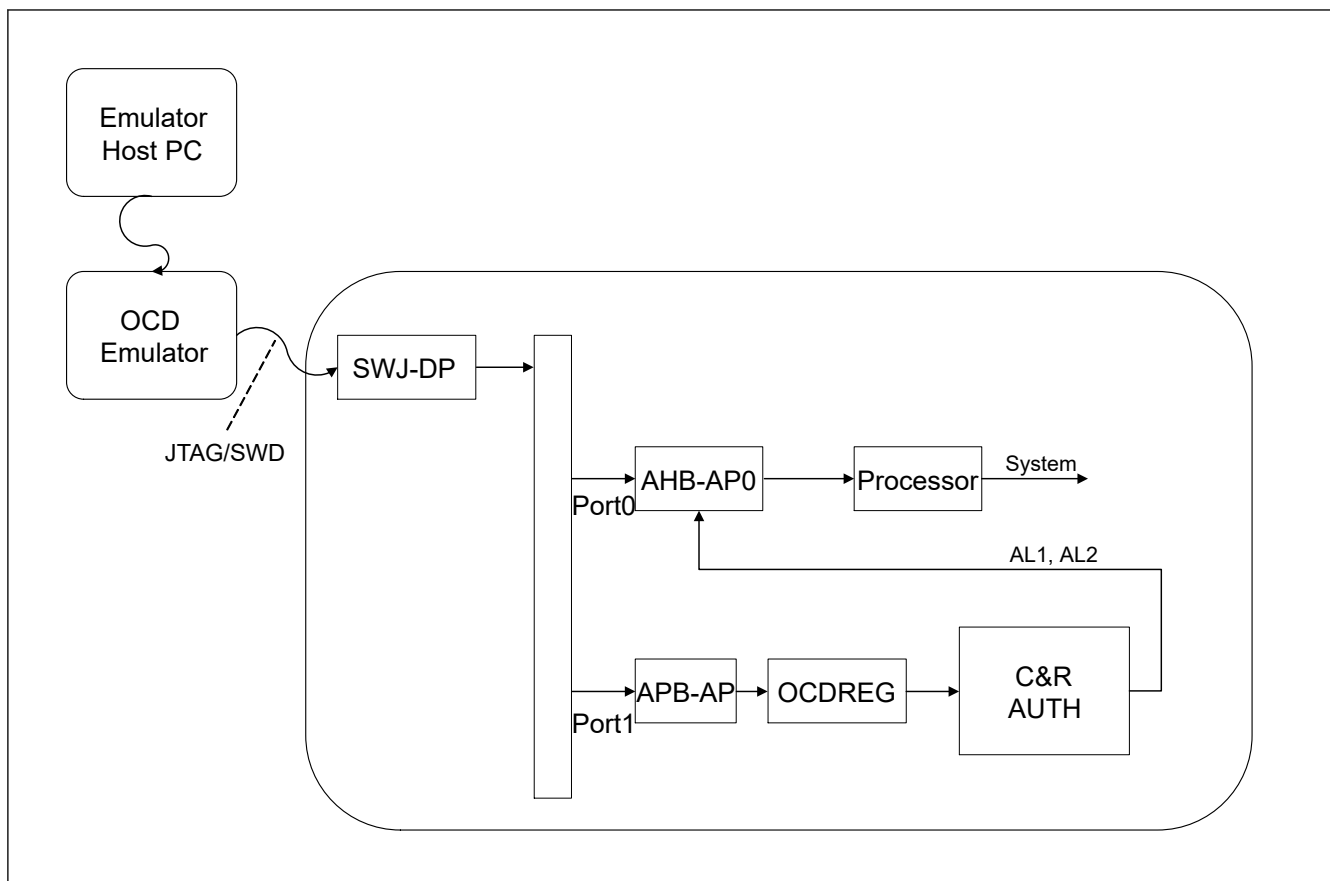 Emulator
Host PC
OCD
Emulator
JTAG/SWD
SWJ-DP
AHB-AP0
Processor
System
Port0
AL1, AL2
APB-AP
OCDREG
C&R
AUTH
Port1